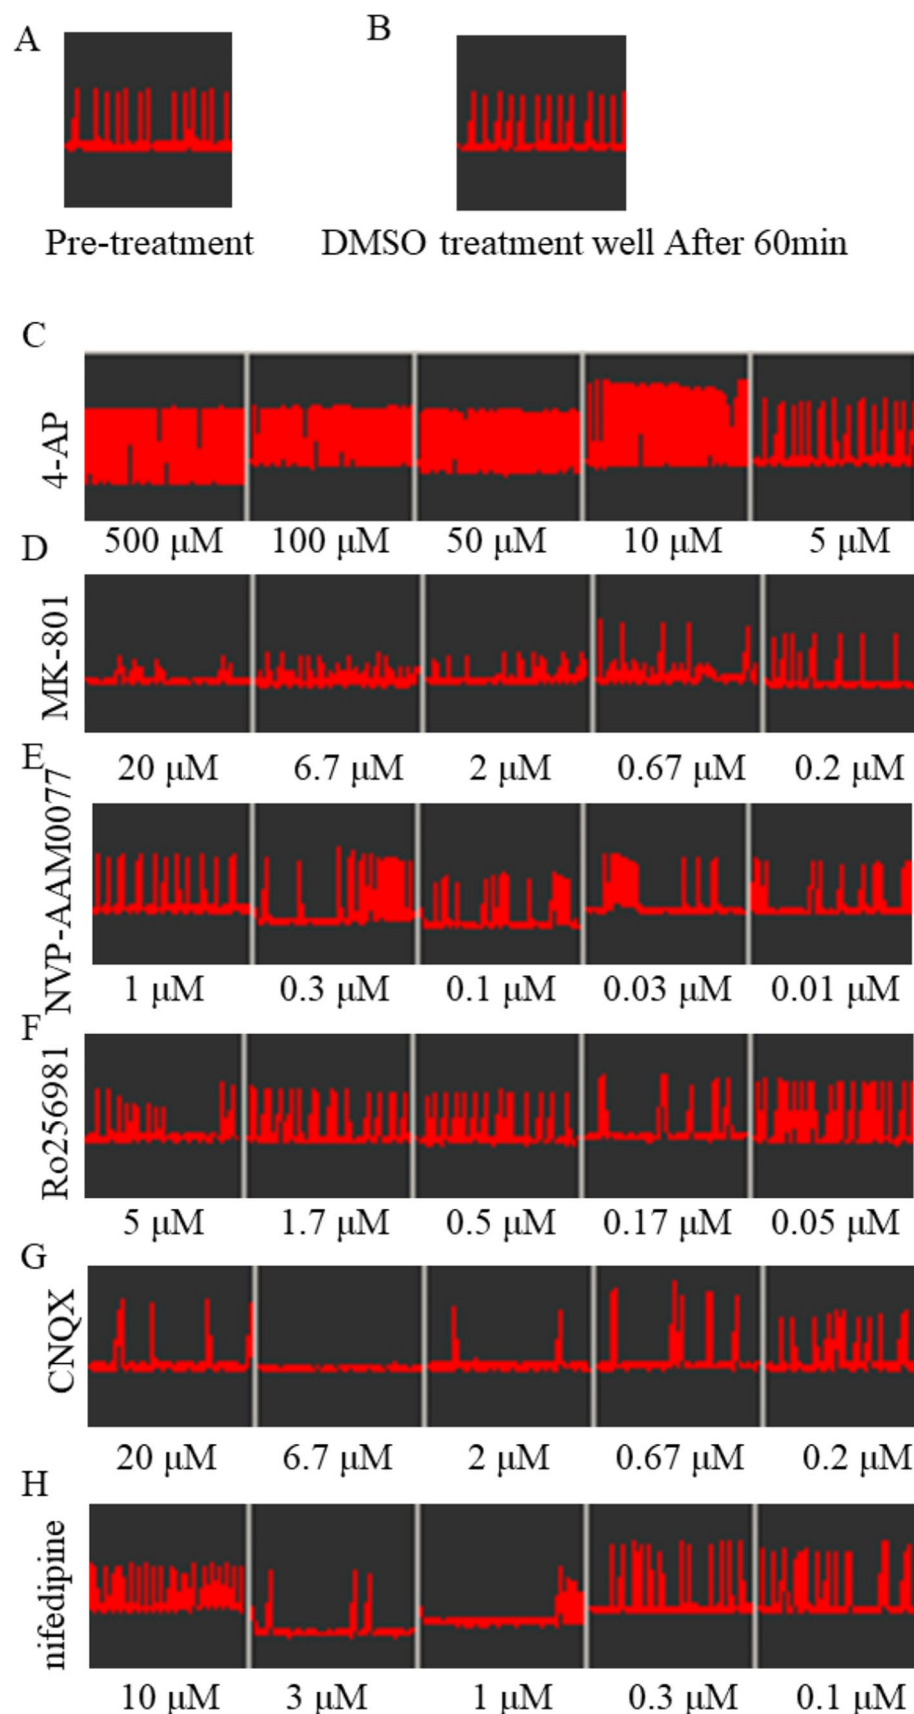 A
B
Pre-treatment
DMSO treatment well After 60min
C
4-AP
500 μM 100 μM 50 μM 10 μM 5 μM
D
MK-801
20 μM 6.7 μM 2 μM 0.67 μM 0.2 μM
E
NVP-AAM0077
1 μM 0.3 μM 0.1 μM 0.03 μM 0.01 μM
F
Ro256981
5 μM 1.7 μM 0.5 μM 0.17 μM 0.05 μM
G
CNQX
20 μM 6.7 μM 2 μM 0.67 μM 0.2 μM
H
nifedipine
10 μM 3 μM 1 μM 0.3 μM 0.1 μM